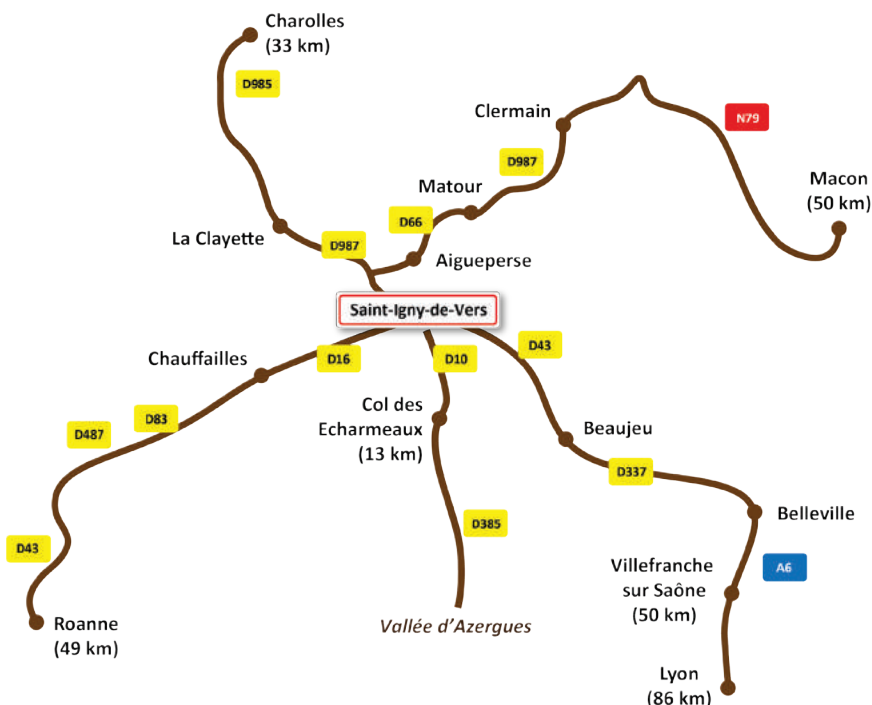 Charolles
(33 km)
D985
Clermain
N79
D987
Matour
Macon
(50 km)
D66
La Clayette
D987
Aigueperse
Saint-Igny-de-Vers
Chauffailles
D16
D10
D43
Col des
Echarmeaux
(13 km)
D83
D487
Beaujeu
D337
D385
Belleville
D43
Villefranche
sur Saône
(50 km)
A6
Roanne
(49 km)
Vallée d'Azergues
Lyon
(86 km)